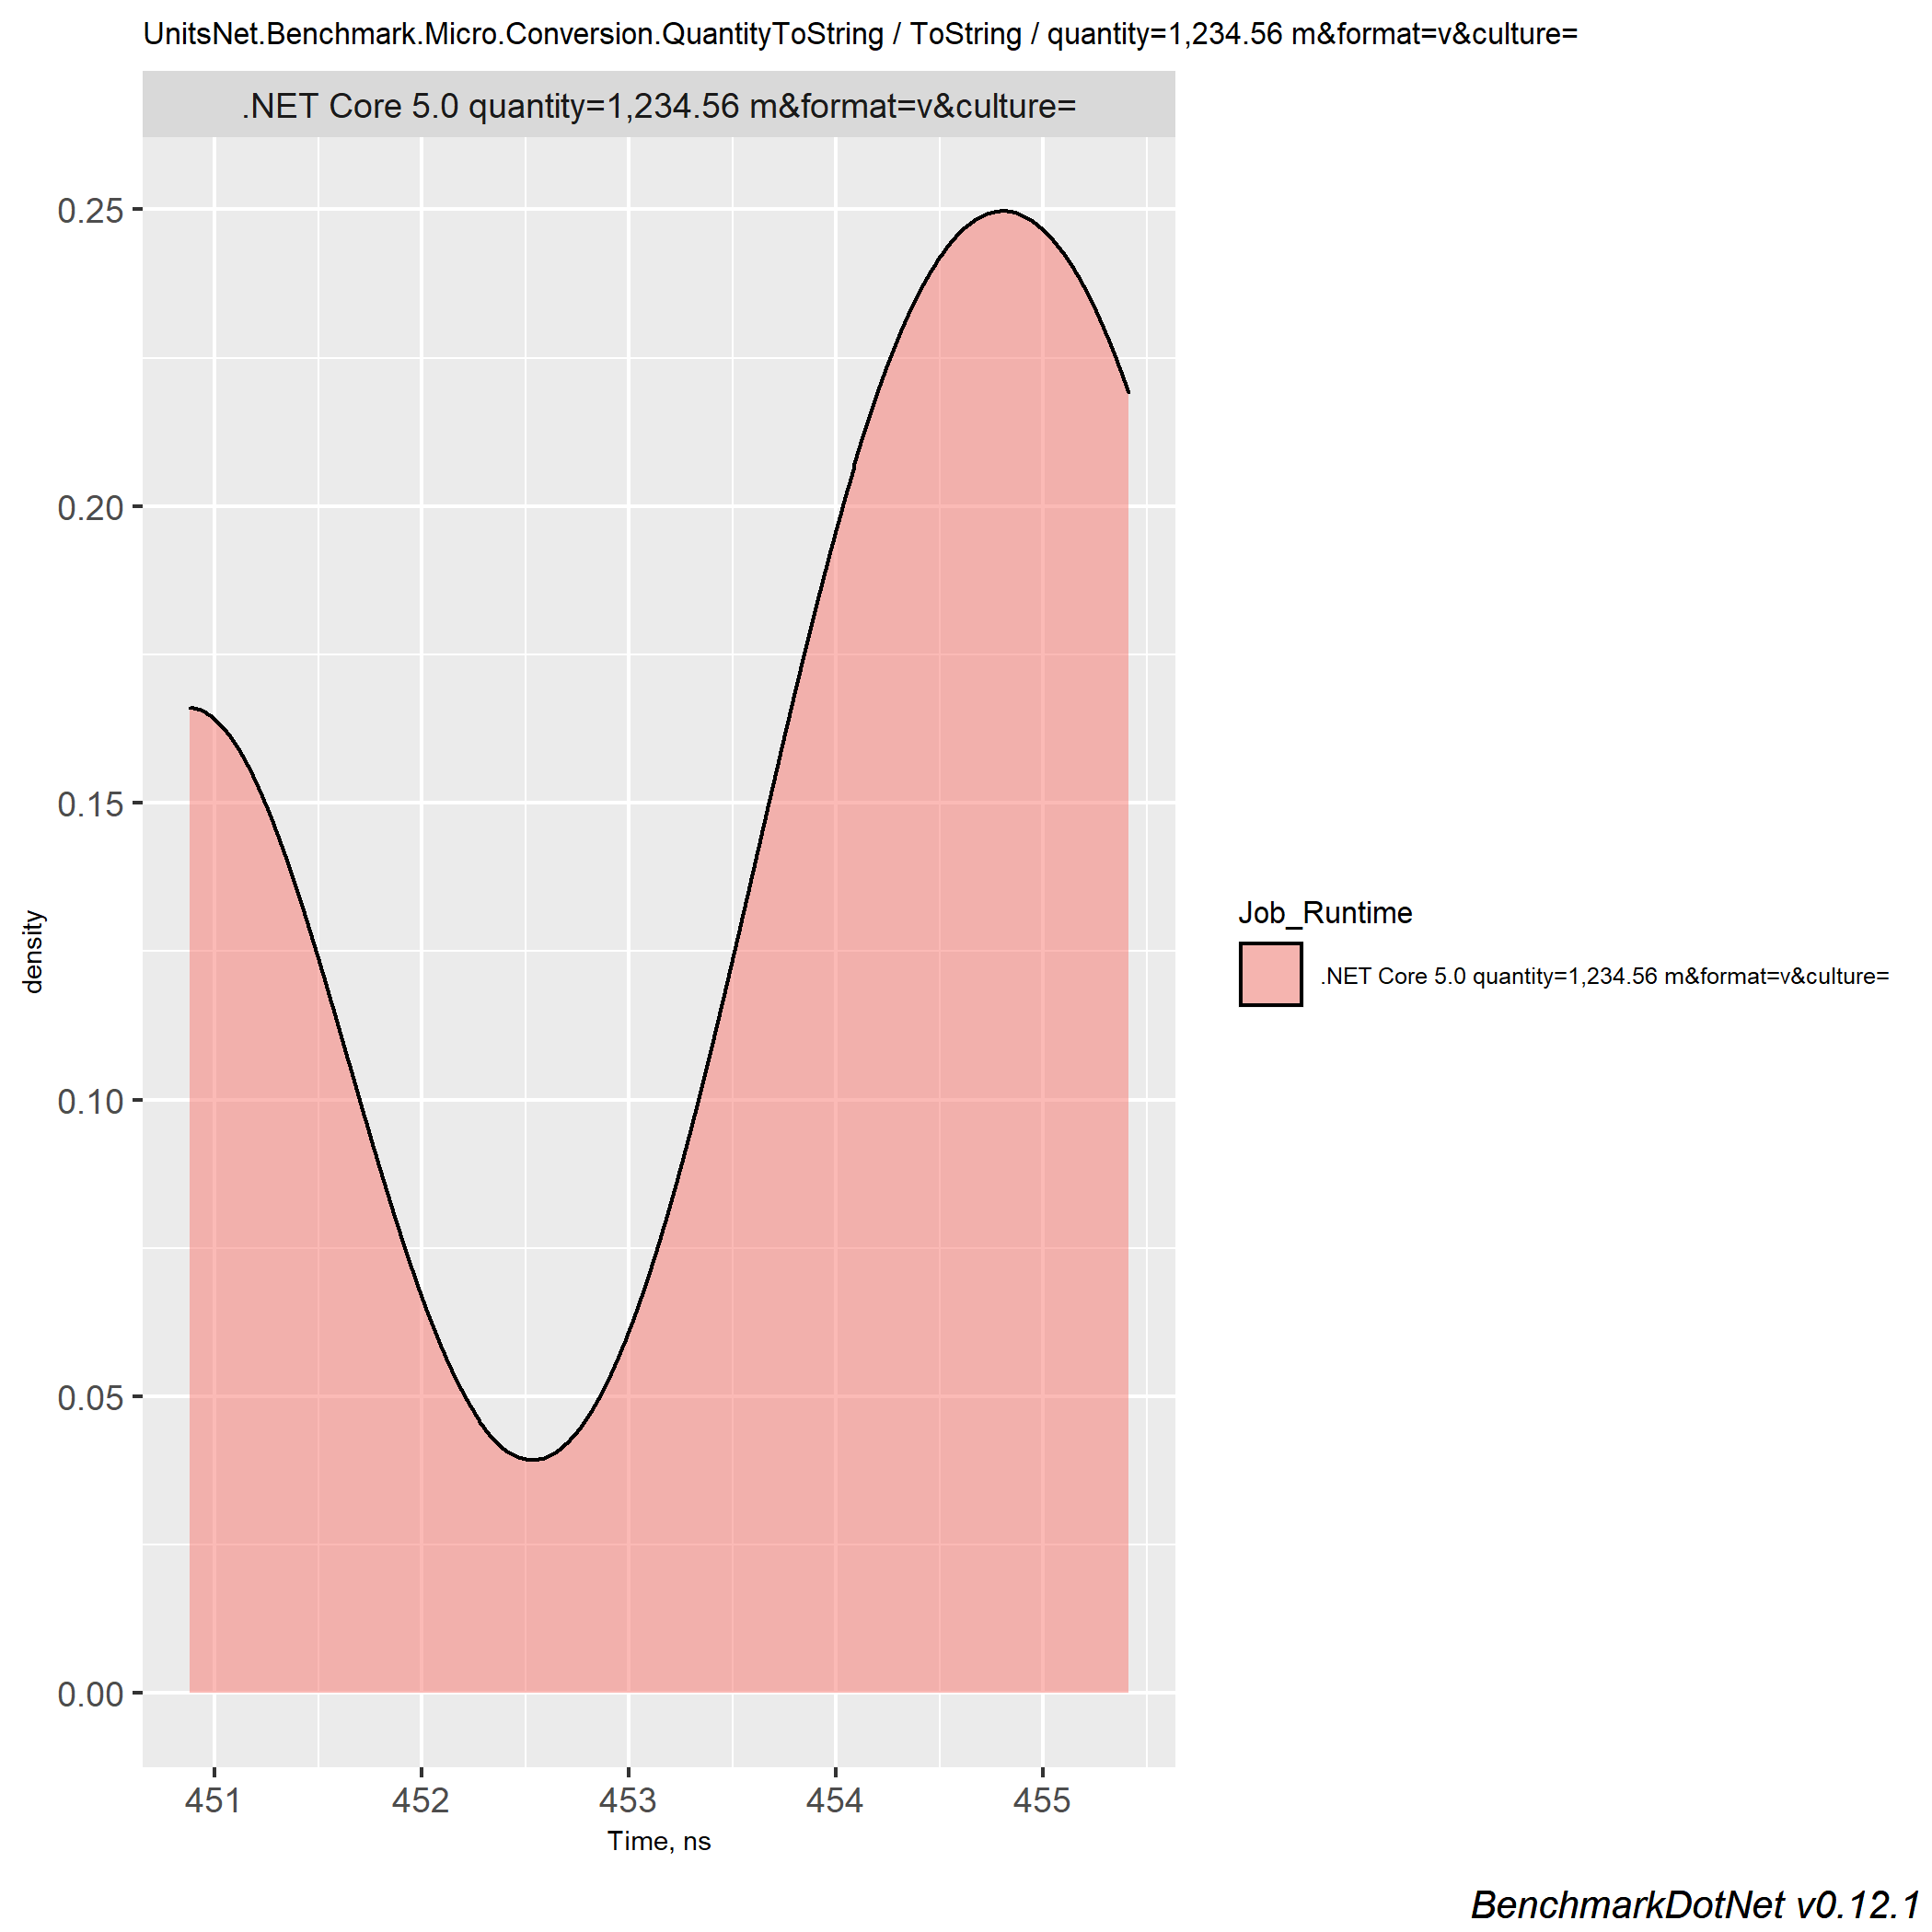 UnitsNet.Benchmark.Micro.Conversion.QuantityToString / ToString / quantity=1,234.56 m&format=v&culture=
.NET Core 5.0 quantity=1,234.56 m&format=v&culture=
0.25
0.20
0.15
0.10
0.05
0.00
density
451 452 453 454 455
Time, ns
Job_Runtime
.NET Core 5.0 quantity=1,234.56 m&format=v&culture=
BenchmarkDotNet v0.12.1